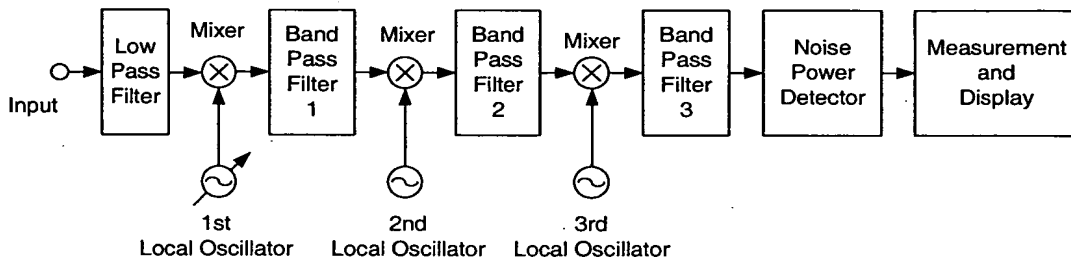 Input
Low
Pass
Filter
Mixer
1st
Local Oscillator
Band
Pass
Filter
1
Mixer
2nd
Local Oscillator
Band
Pass
Filter
2
Mixer
3rd
Local Oscillator
Band
Pass
Filter
3
Noise
Power
Detector
Measurement
and
Display